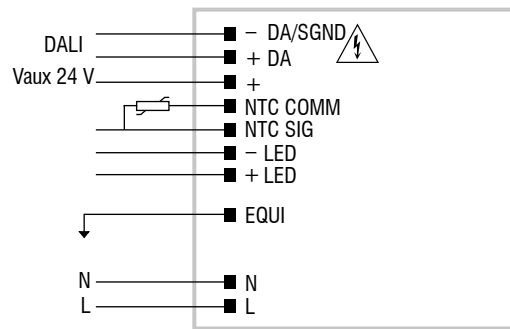 DALI
Vaux 24 V
− DA/SGND
+ DA
+
NTC COMM
NTC SIG
− LED
+ LED
EQUI
N N
L L